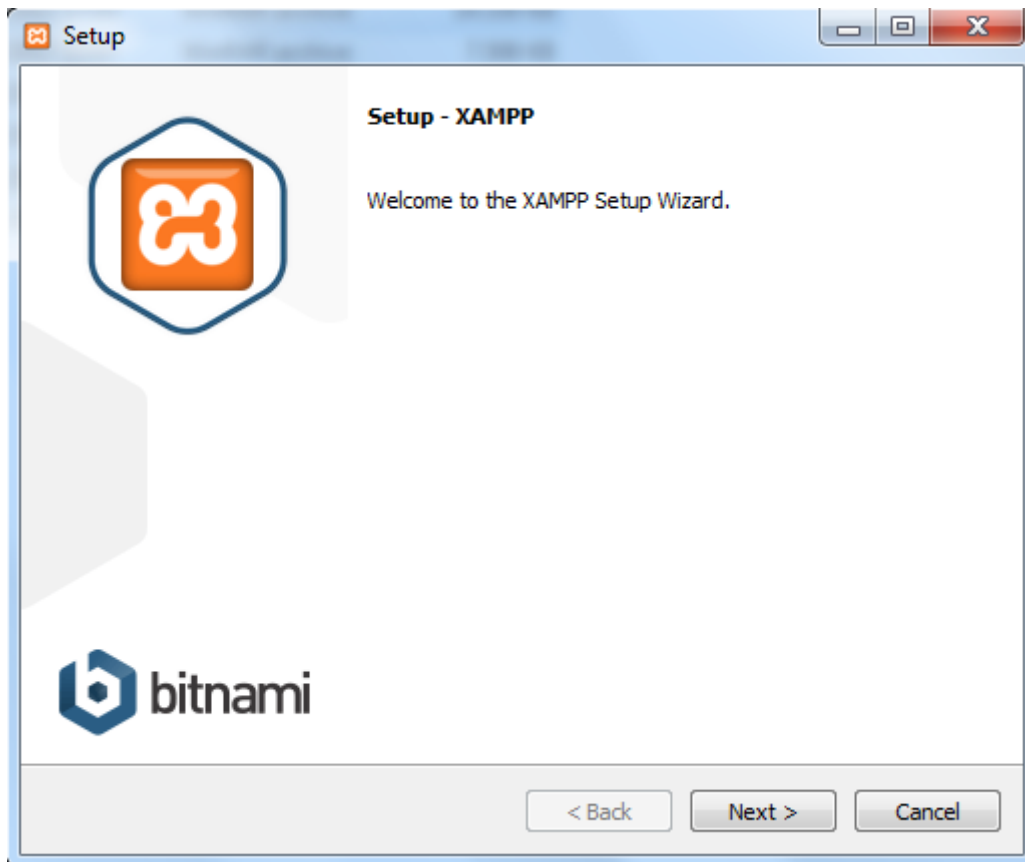 Setup
Setup - XAMPP
Welcome to the XAMPP Setup Wizard.
bitnami
< Back
Next >
Cancel